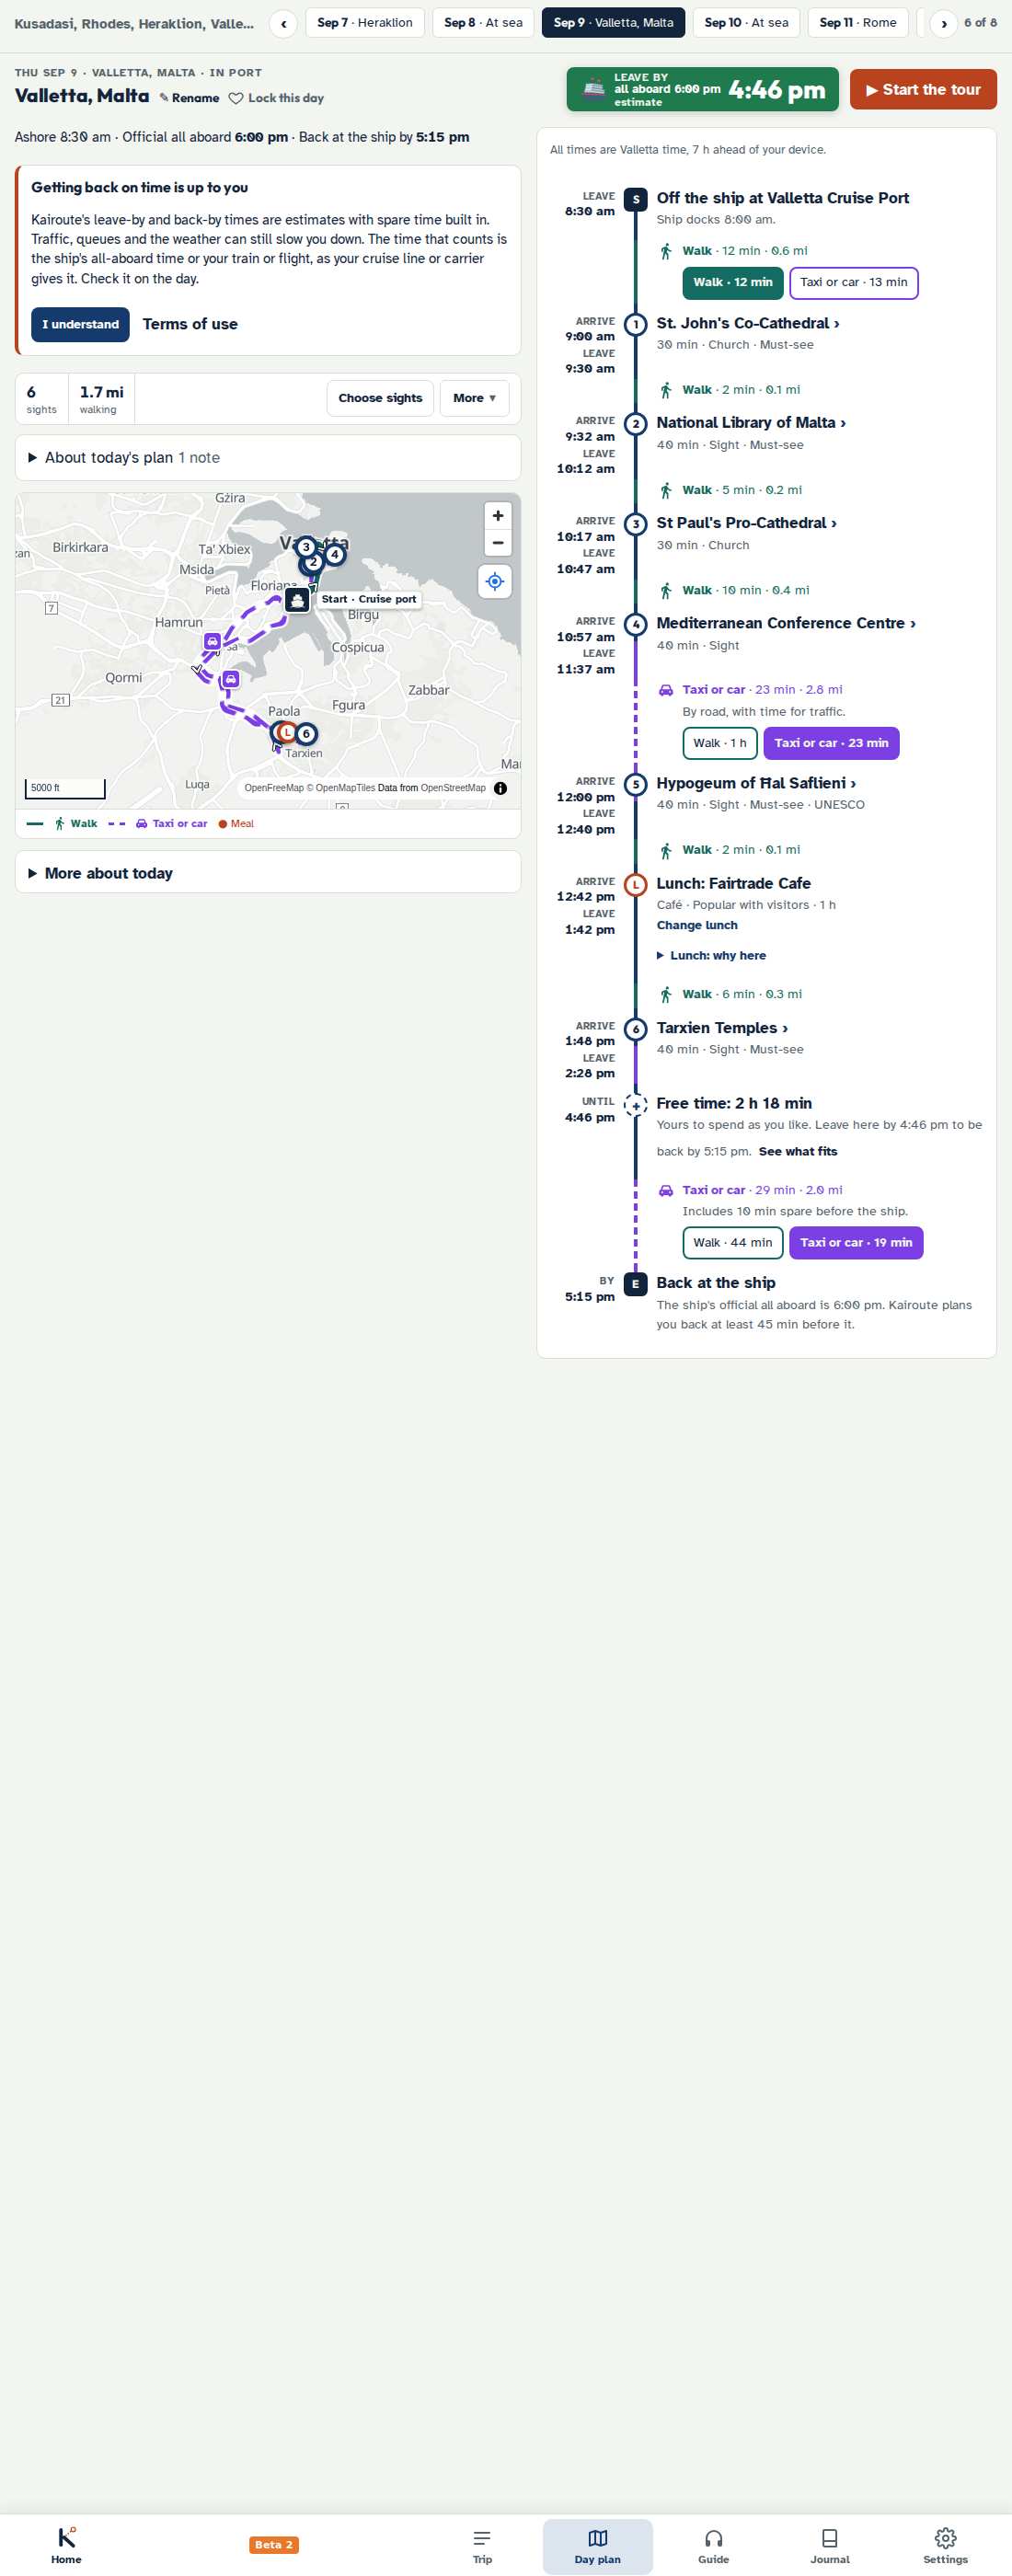 Kusadasi, Rhodes, Heraklion, Valle...
‹
Sep 7 · Heraklion
Sep 8 · At sea
Sep 9 · Valletta, Malta
Sep 10 · At sea
Sep 11 · Rome
›
6 of 8
THU SEP 9 · VALLETTA, MALTA · IN PORT
Valletta, Malta
✎ Rename
Lock this day
LEAVE BY
all aboard 6:00 pm
estimate
4:46 pm
▶ Start the tour
Ashore 8:30 am · Official all aboard 6:00 pm · Back at the ship by 5:15 pm
Getting back on time is up to you
Kairoute's leave-by and back-by times are estimates with spare time built in.
Traffic, queues and the weather can still slow you down. The time that counts is
the ship's all-aboard time or your train or flight, as your cruise line or carrier
gives it. Check it on the day.
I understand
Terms of use
6
sights
1.7 mi
walking
Choose sights
More ▼
▶ About today's plan 1 note
Gżira
Birkirkara
Ta' Xbiex
Msida
Pietà
Floriana
3
2
4
Start · Cruise port
Birgu
7
Hamrun
Cospicua
Qormi
Zabbar
21
Paola
Fgura
L
6
Tarxien
Luqa
5000 ft
+
−
OpenFreeMap © OpenMapTiles Data from OpenStreetMap
Walk
Taxi or car
Meal
▶ More about today
All times are Valletta time, 7 h ahead of your device.
LEAVE
8:30 am
S
Off the ship at Valletta Cruise Port
Ship docks 8:00 am.
Walk · 12 min · 0.6 mi
Walk · 12 min
Taxi or car · 13 min
ARRIVE
9:00 am
LEAVE
9:30 am
1
St. John's Co-Cathedral ›
30 min · Church · Must-see
Walk · 2 min · 0.1 mi
ARRIVE
9:32 am
LEAVE
10:12 am
2
National Library of Malta ›
40 min · Sight · Must-see
Walk · 5 min · 0.2 mi
ARRIVE
10:17 am
LEAVE
10:47 am
3
St Paul's Pro-Cathedral ›
30 min · Church
Walk · 10 min · 0.4 mi
ARRIVE
10:57 am
LEAVE
11:37 am
4
Mediterranean Conference Centre ›
40 min · Sight
Taxi or car · 23 min · 2.8 mi
By road, with time for traffic.
Walk · 1 h
Taxi or car · 23 min
ARRIVE
12:00 pm
LEAVE
12:40 pm
5
Hypogeum of Ħal Saflieni ›
40 min · Sight · Must-see · UNESCO
Walk · 2 min · 0.1 mi
ARRIVE
12:42 pm
LEAVE
1:42 pm
L
Lunch: Fairtrade Cafe
Café · Popular with visitors · 1 h
Change lunch
▶ Lunch: why here
Walk · 6 min · 0.3 mi
ARRIVE
1:48 pm
LEAVE
2:28 pm
6
Tarxien Temples ›
40 min · Sight · Must-see
UNTIL
4:46 pm
+
Free time: 2 h 18 min
Yours to spend as you like. Leave here by 4:46 pm to be
back by 5:15 pm. See what fits
Taxi or car · 29 min · 2.0 mi
Includes 10 min spare before the ship.
Walk · 44 min
Taxi or car · 19 min
BY
5:15 pm
E
Back at the ship
The ship's official all aboard is 6:00 pm. Kairoute plans
you back at least 45 min before it.
Home
Beta 2
Trip
Day plan
Guide
Journal
Settings